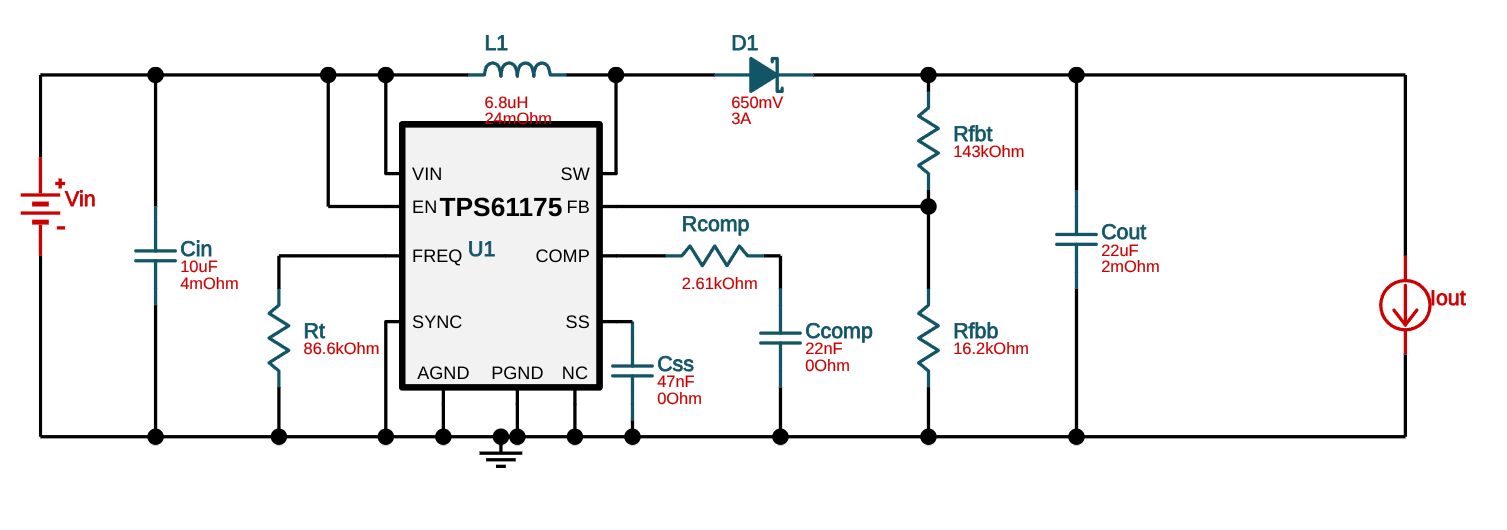 L1
D1
6.8uH
24mOhm
650mV
3A
+
Vin
-
Cin
10uF
4mOhm
VIN
EN
FREQ
SYNC
AGND
PGND
NC
SW
FB
COMP
SS
TPS61175
U1
Rt
86.6kOhm
Rcomp
2.61kOhm
Css
47nF
0Ohm
Ccomp
22nF
0Ohm
Rfbt
143kOhm
Rfbb
16.2kOhm
Cout
22uF
2mOhm
Iout